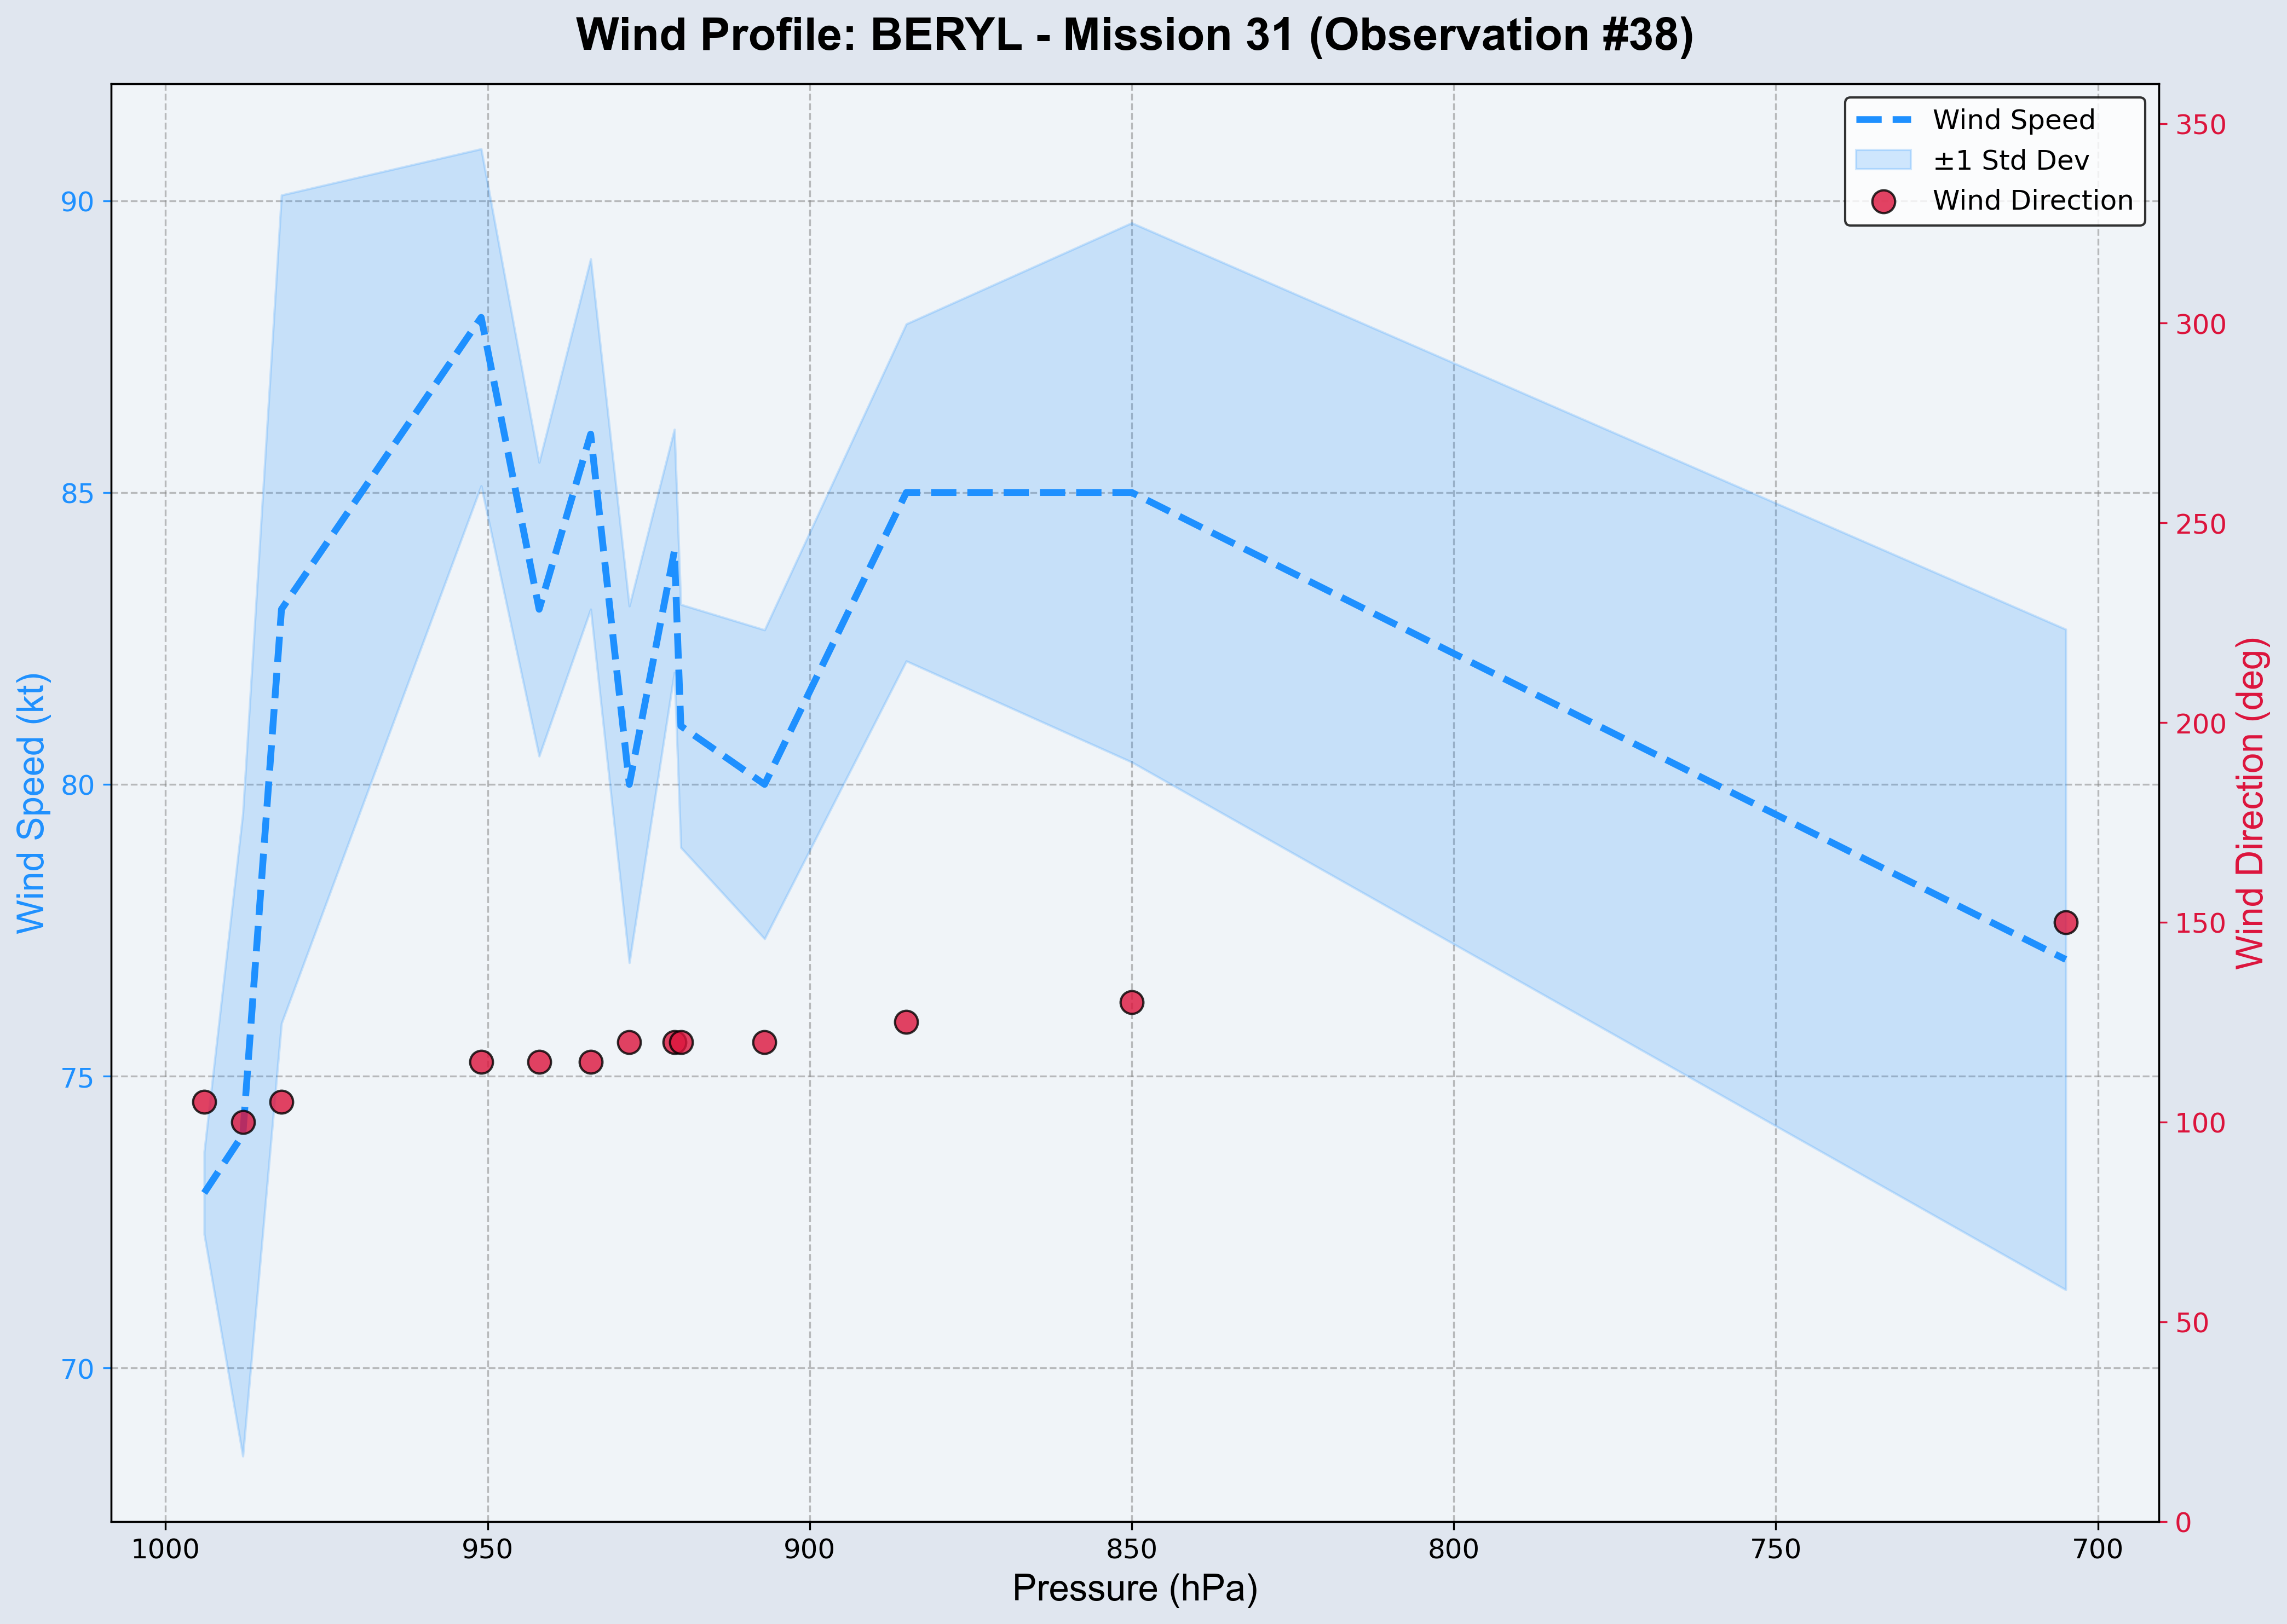 Wind Profile: BERYL - Mission 31 (Observation #38)
Wind Speed
±1 Std Dev
Wind Direction
Wind Speed (kt)
90
85
80
75
70
350
300
250
200
150
100
50
0
Wind Direction (deg)
1000 950 900 850 800 750 700
Pressure (hPa)